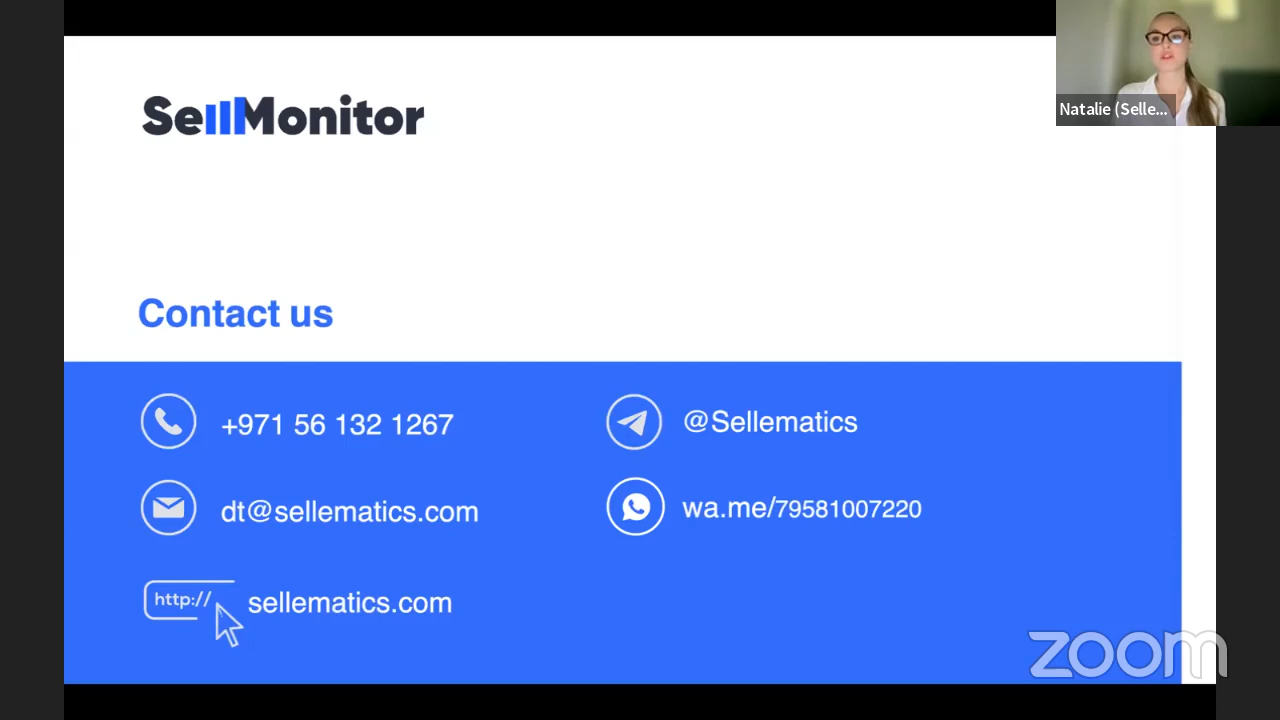 SellMonitor
Natalie (Selle...
Contact us
+971 56 132 1267
@Sellematics
dt@sellematics.com
wa.me/79581007220
http://
sellematics.com
zoom